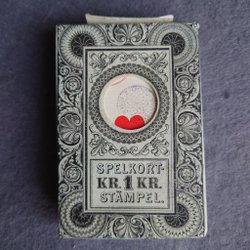 SPELKORT-
KR. 1 KR.
STÄMPEL.